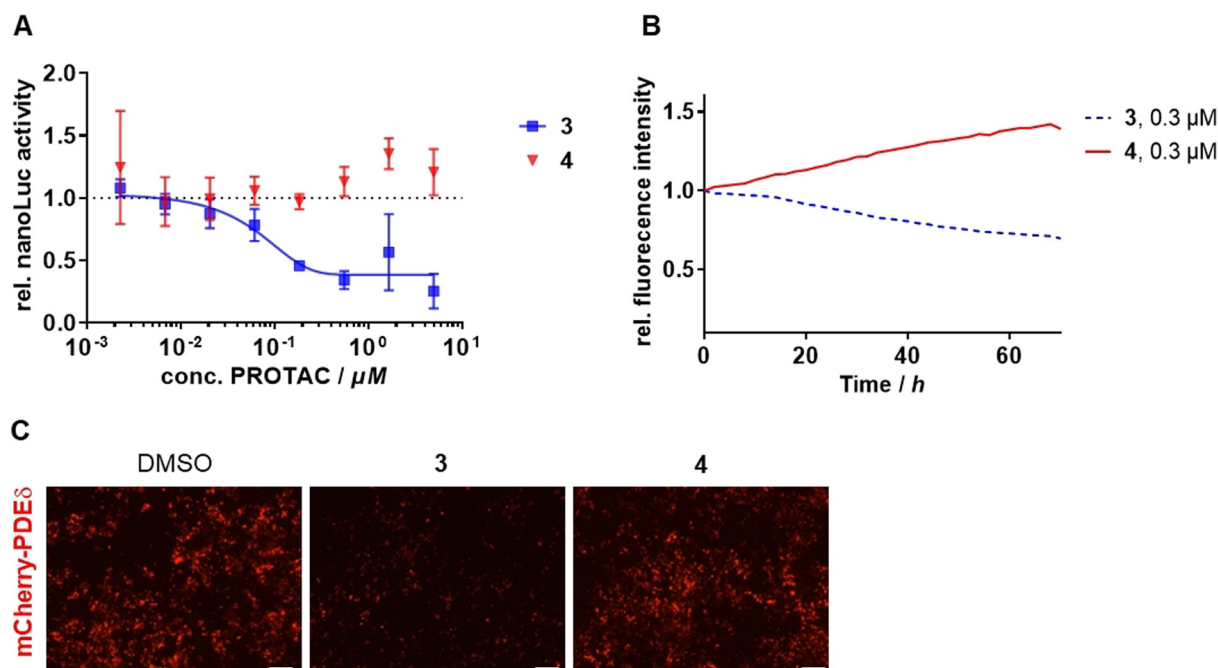 A
rel. nanoLuc activity
2.0
1.5
1.0
0.5
0.0
10-3
10-2
10-1
100
101
conc. PROTAC / µM
3
4
B
rel. fluorecence intensity
1.5
1.0
0.5
0
20
40
60
Time / h
3, 0.3 µM
4, 0.3 µM
C
DMSO
3
4
mCherry-PDEδ